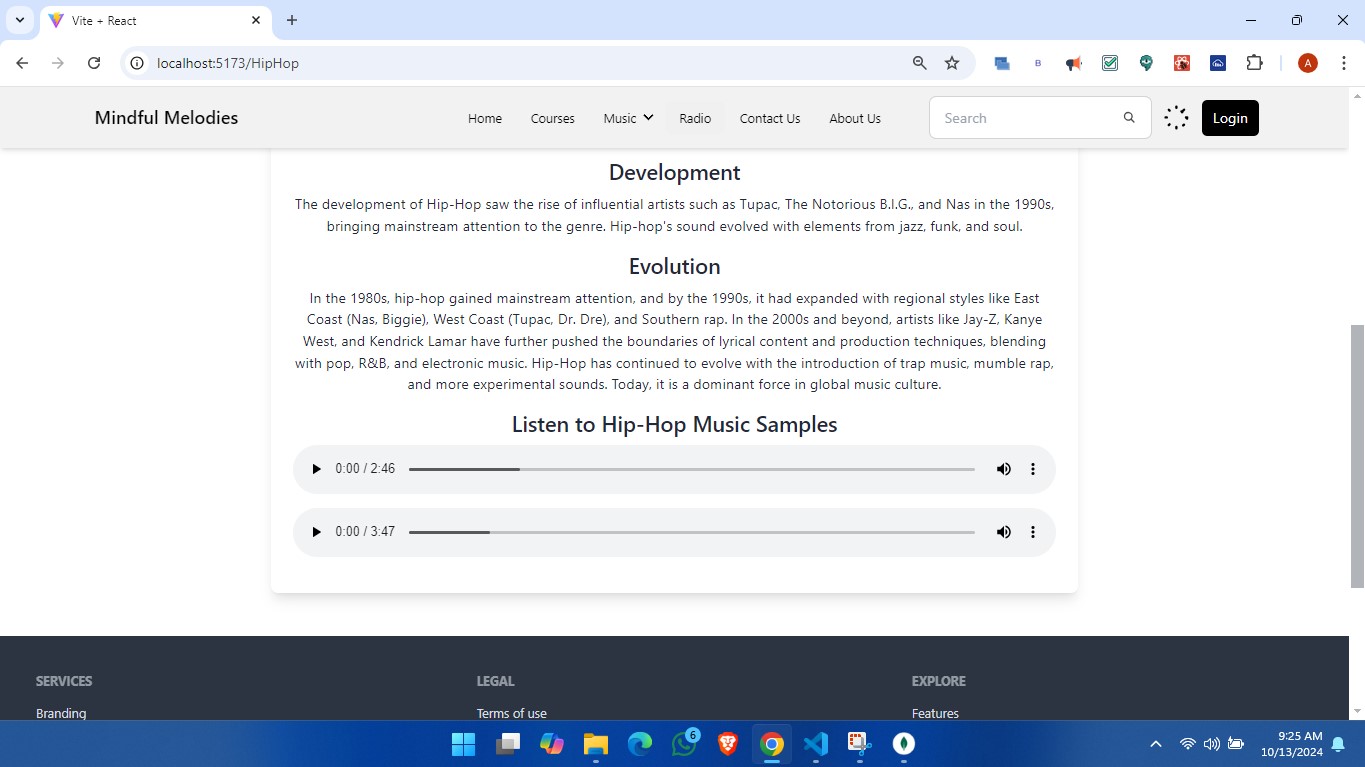 Vite + React
localhost:5173/HipHop
B
A
Mindful Melodies
Home
Courses
Music
Radio
Contact Us
About Us
Search
Login
Development
The development of Hip-Hop saw the rise of influential artists such as Tupac, The Notorious B.I.G., and Nas in the 1990s,
bringing mainstream attention to the genre. Hip-hop's sound evolved with elements from jazz, funk, and soul.
Evolution
In the 1980s, hip-hop gained mainstream attention, and by the 1990s, it had expanded with regional styles like East
Coast (Nas, Biggie), West Coast (Tupac, Dr. Dre), and Southern rap. In the 2000s and beyond, artists like Jay-Z, Kanye
West, and Kendrick Lamar have further pushed the boundaries of lyrical content and production techniques, blending
with pop, R&B, and electronic music. Hip-Hop has continued to evolve with the introduction of trap music, mumble rap,
and more experimental sounds. Today, it is a dominant force in global music culture.
Listen to Hip-Hop Music Samples
0:00 / 2:46
0:00 / 3:47
SERVICES
LEGAL
EXPLORE
Branding
Terms of use
Features
6
9:25 AM
10/13/2024